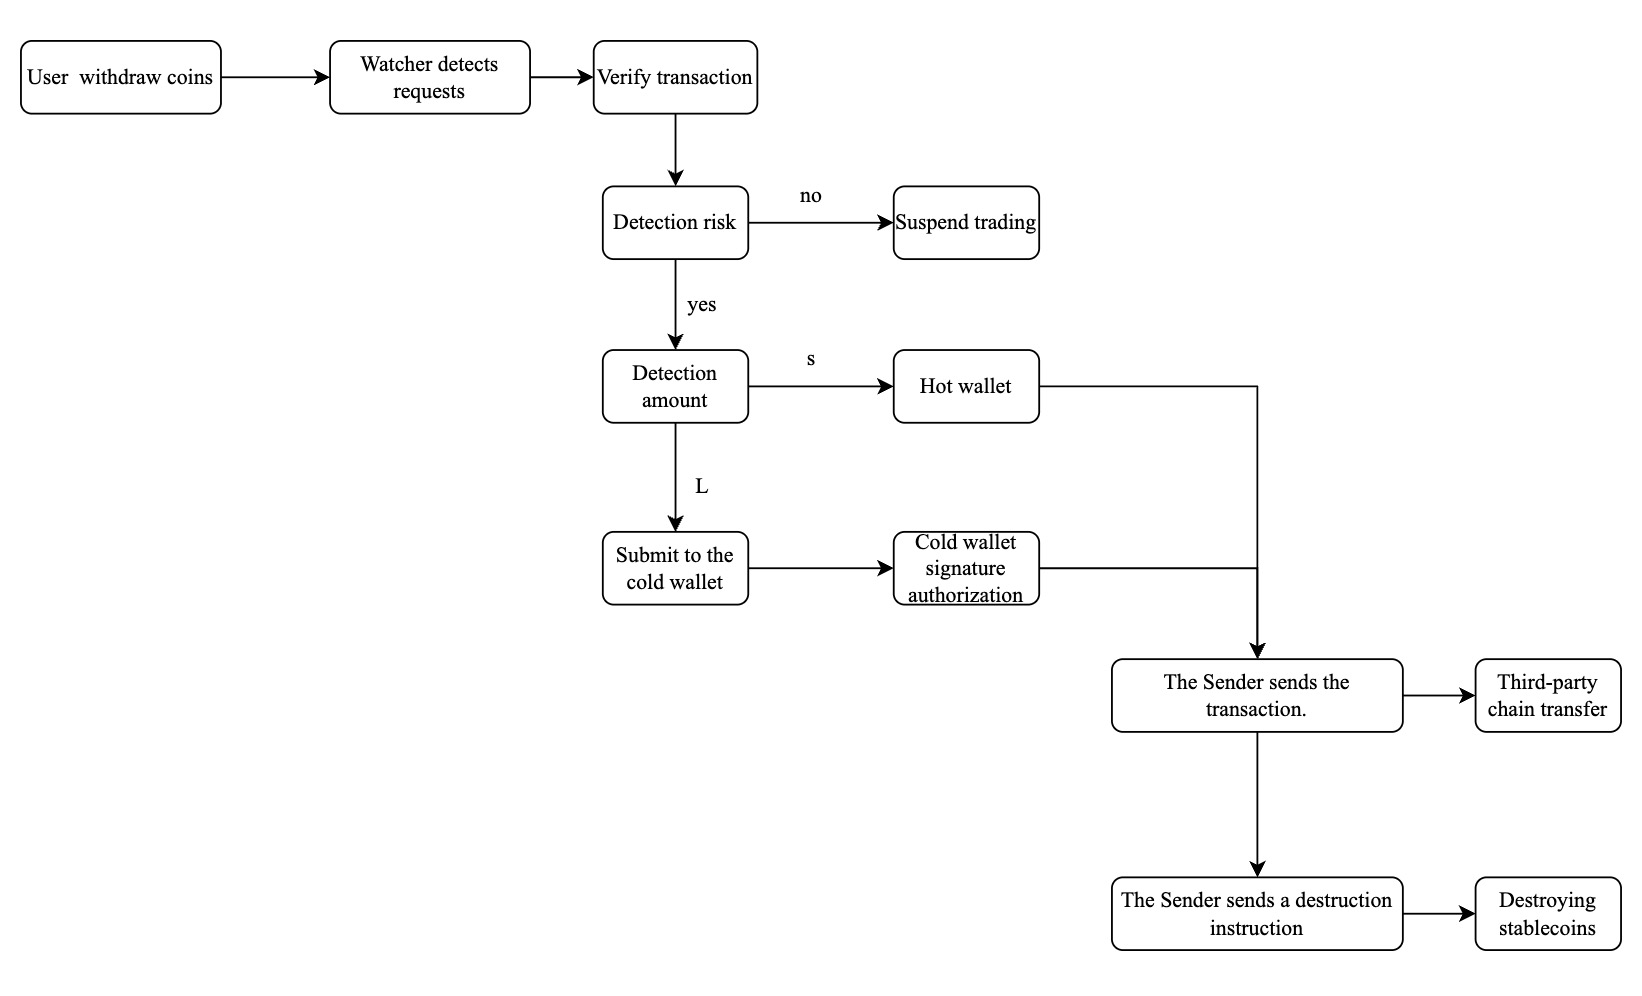 User  withdraw coins
Watcher detects
requests
Verify transaction
Detection risk
no
Suspend trading
yes
Detection
amount
s
Hot wallet
L
Submit to the
cold wallet
Cold wallet
signature
authorization
The Sender sends the
transaction.
Third-party
chain transfer
The Sender sends a destruction
instruction
Destroying
stablecoins